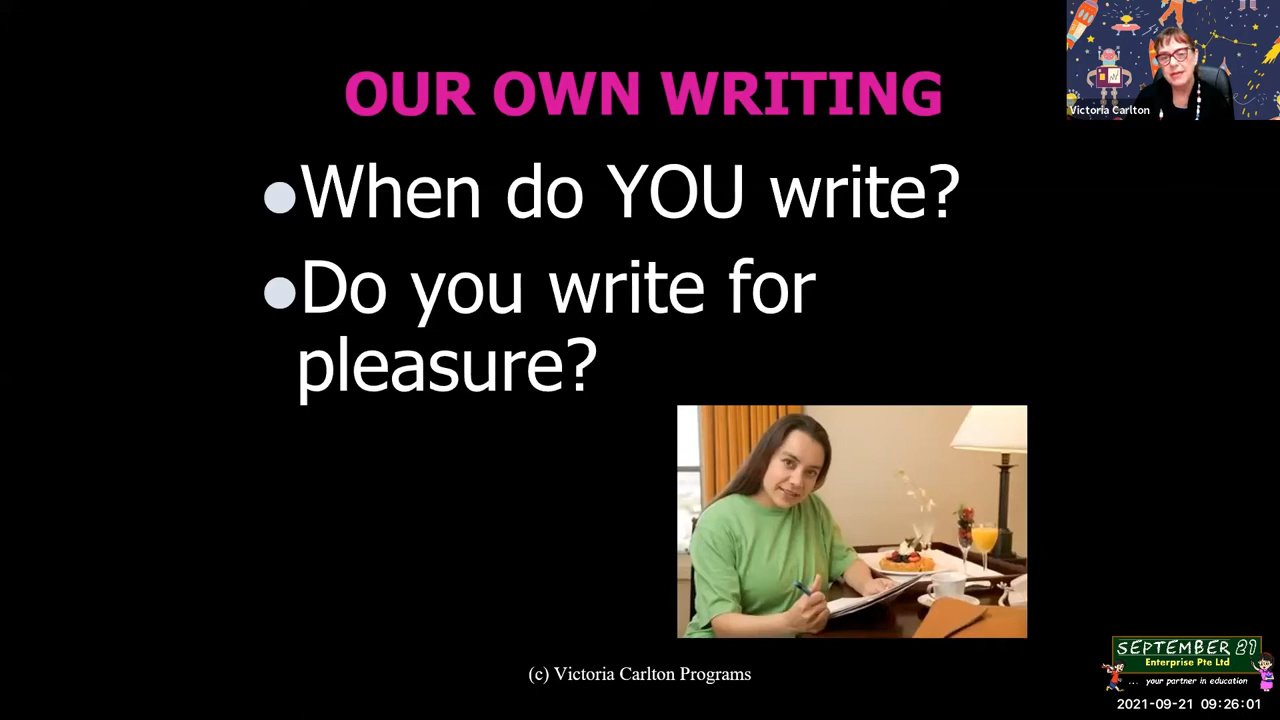 OUR OWN WRITING
Victoria Carlton
●When do YOU write?
●Do you write for
pleasure?
(c) Victoria Carlton Programs
SEPTEMBER 21
Enterprise Pte Ltd
... your partner in education
2021-09-21 09:26:01